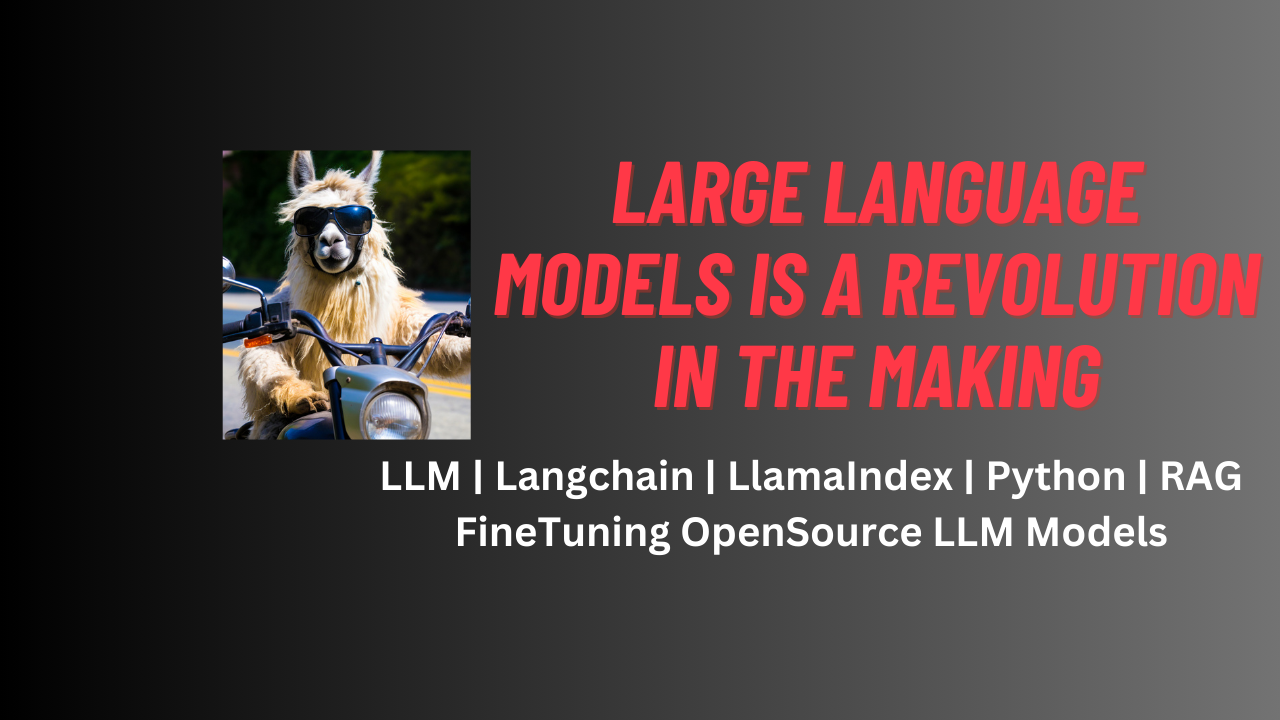 LARGE LANGUAGE
MODELS IS A REVOLUTION
IN THE MAKING
LLM | Langchain | LlamaIndex | Python | RAG
FineTuning OpenSource LLM Models